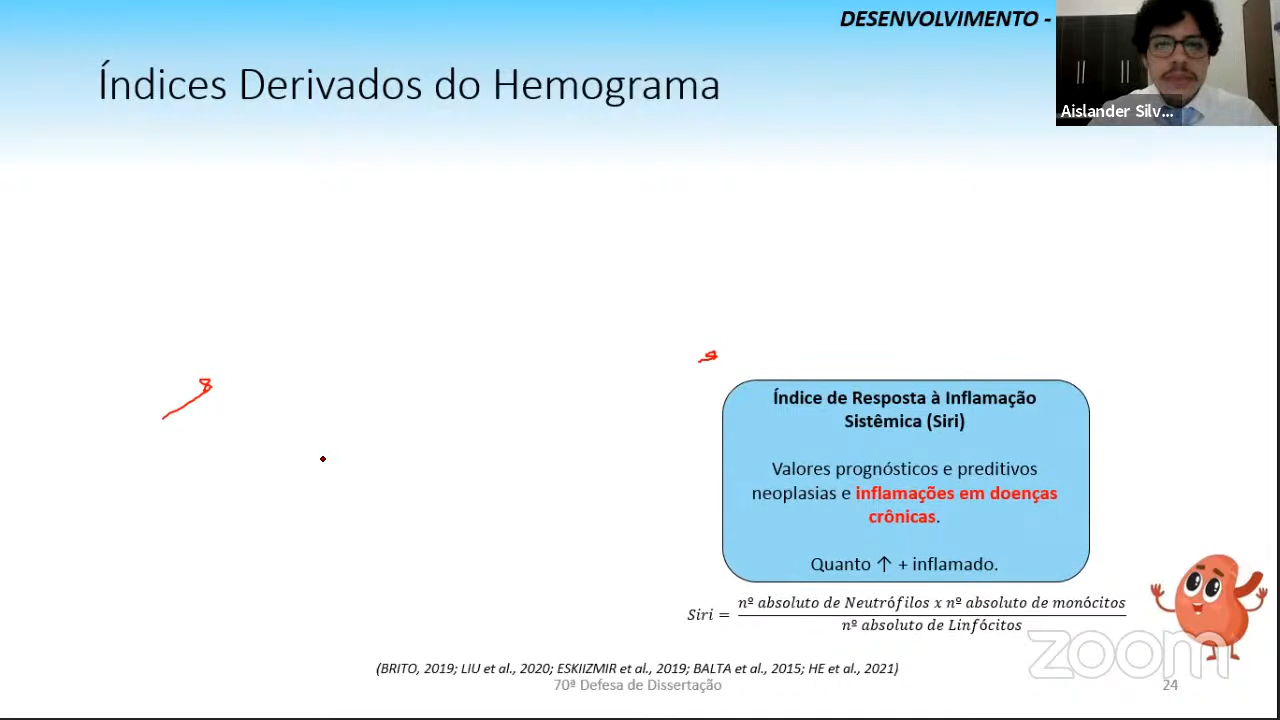 DESENVOLVIMENTO -
Índices Derivados do Hemograma
Aislander Silv...
Índice de Resposta à Inflamação
Sistêmica (Siri)
Valores prognósticos e preditivos
neoplasias e inflamações em doenças
crônicas.
Quanto ↑ + inflamado.
Siri = nº absoluto de Neutrófilos x nº absoluto de monócitos
nº absoluto de Linfócitos
(BRITO, 2019; LIU et al., 2020; ESKIIZMIR et al., 2019; BALTA et al., 2015; HE et al., 2021)
70ª Defesa de Dissertação
24
zoom